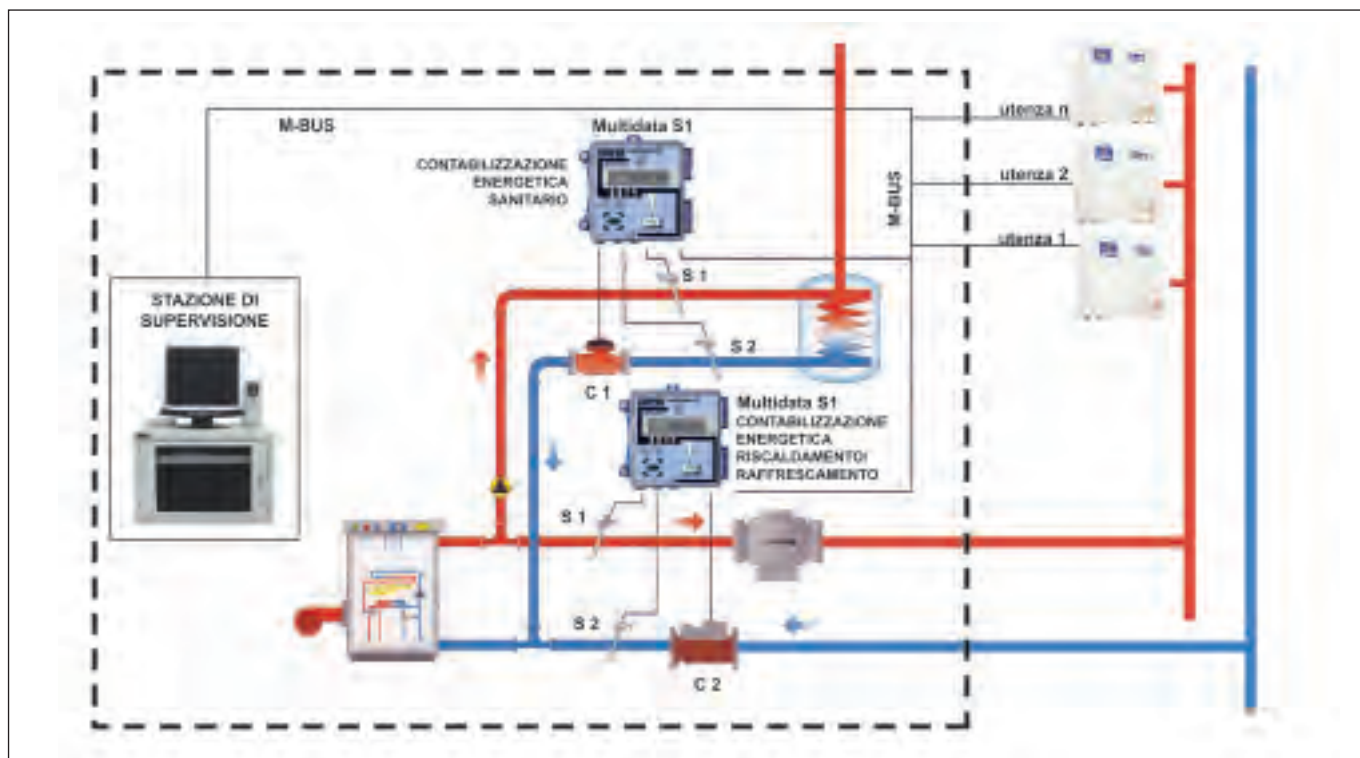 M-BUS
Multidata S1
CONTABILIZZAZIONE
ENERGETICA
SANITARIO
utenza n
utenza 2
utenza 1
M-BUS
S 1
STAZIONE DI
SUPERVISIONE
S 2
C 1
Multidata S1
CONTABILIZZAZIONE
ENERGETICA
RISCALDAMENTO/
RAFFRESCAMENTO
S 1
S 2
C 2